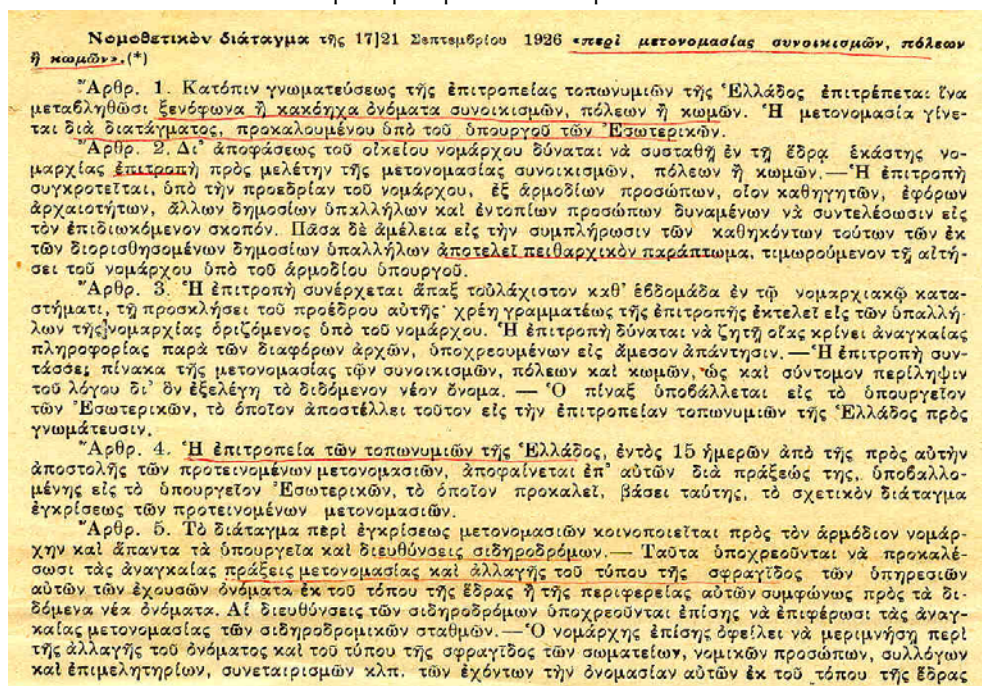 Νομοθετικὸν διάταγμα τῆς 17]21 Σεπτεμβρίου 1926 «περὶ μετονομασίας συνοικισμῶν, πόλεων
ἢ κωμῶν».(*)
Ἄρθρ. 1. Κατόπιν γνωματεύσεως τῆς ἐπιτροπείας τοπωνυμιῶν τῆς Ἑλλάδος ἐπιτρέπεται ἵνα
μεταβληθῶσι ξενόφωνα ἢ κακόηχα ὀνόματα συνοικισμῶν, πόλεων ἢ κωμῶν. Ἡ μετονομασία γίνε-
ται διὰ διατάγματος, προκαλουμένου ὑπὸ τοῦ ὑπουργοῦ τῶν Ἐσωτερικῶν.
Ἄρθρ. 2. Δι' ἀποφάσεως τοῦ οἰκείου νομάρχου δύναται νὰ συσταθῇ ἐν τῇ ἕδρᾳ ἑκάστης νο-
μαρχίας ἐπιτροπὴ πρὸς μελέτην τῆς μετονομασίας συνοικισμῶν, πόλεων ἢ κωμῶν.—Ἡ ἐπιτροπὴ
συγκροτεῖται, ὑπὸ τὴν προεδρίαν τοῦ νομάρχου, ἐξ ἁρμοδίων προσώπων, οἷον καθηγητῶν, ἐφόρων
ἀρχαιοτήτων, ἄλλων δημοσίων ὑπαλλήλων καὶ ἐντοπίων προσώπων δυναμένων νὰ συντελέσωσιν εἰς
τὸν ἐπιδιωκόμενον σκοπόν. Πᾶσα δὲ ἀμέλεια εἰς τὴν συμπλήρωσιν τῶν καθηκόντων τούτων τῶν ἐκ
τῶν διορισθησομένων δημοσίων ὑπαλλήλων ἀποτελεῖ πειθαρχικὸν παράπτωμα, τιμωρούμενον τῇ αἰτή-
σει τοῦ νομάρχου ὑπὸ τοῦ ἁρμοδίου ὑπουργοῦ.
Ἄρθρ. 3. Ἡ ἐπιτροπὴ συνέρχεται ἅπαξ τοὐλάχιστον καθ' ἑβδομάδα ἐν τῷ νομαρχιακῷ κατα-
στήματι, τῇ προσκλήσει τοῦ προέδρου αὐτῆς· χρέη γραμματέως τῆς ἐπιτροπῆς ἐκτελεῖ εἷς τῶν ὑπαλλή-
λων τῆς νομαρχίας ὁριζόμενος ὑπὸ τοῦ νομάρχου. Ἡ ἐπιτροπὴ δύναται νὰ ζητῇ οἵας κρίνει ἀναγκαίας
πληροφορίας παρὰ τῶν διαφόρων ἀρχῶν, ὑποχρεουμένων εἰς ἄμεσον ἀπάντησιν.—Ἡ ἐπιτροπὴ συν-
τάσσει πίνακα τῆς μετονομασίας τῶν συνοικισμῶν, πόλεων καὶ κωμῶν, ὡς καὶ σύντομον περίληψιν
τοῦ λόγου δι' ὃν ἐξελέγη τὸ διδόμενον νέον ὄνομα. — Ὁ πίναξ ὑποβάλλεται εἰς τὸ ὑπουργεῖον
τῶν Ἐσωτερικῶν, τὸ ὁποῖον ἀποστέλλει τοῦτον εἰς τὴν ἐπιτροπείαν τοπωνυμιῶν τῆς Ἑλλάδος πρὸς
γνωμάτευσιν.
Ἄρθρ. 4. Ἡ ἐπιτροπεία τῶν τοπωνυμιῶν τῆς Ἑλλάδος, ἐντὸς 15 ἡμερῶν ἀπὸ τῆς πρὸς αὐτὴν
ἀποστολῆς τῶν προτεινομένων μετονομασιῶν, ἀποφαίνεται ἐπ' αὐτῶν διὰ πράξεώς της, ὑποβαλλο-
μένης εἰς τὸ ὑπουργεῖον Ἐσωτερικῶν, τὸ ὁποῖον προκαλεῖ, βάσει ταύτης, τὸ σχετικὸν διάταγμα
ἐγκρίσεως τῶν προτεινομένων μετονομασιῶν.
Ἄρθρ. 5. Τὸ διάταγμα περὶ ἐγκρίσεως μετονομασιῶν κοινοποιεῖται πρὸς τὸν ἁρμόδιον νομάρ-
χην καὶ ἅπαντα τὰ ὑπουργεῖα καὶ διευθύνσεις σιδηροδρόμων.— Ταῦτα ὑποχρεοῦνται νὰ προκαλέ-
σωσι τὰς ἀναγκαίας πράξεις μετονομασίας καὶ ἀλλαγῆς τοῦ τύπου τῆς σφραγῖδος τῶν ὑπηρεσιῶν
αὐτῶν τῶν ἐχουσῶν ὀνόματα ἐκ τοῦ τόπου τῆς ἕδρας ἢ τῆς περιφερείας αὐτῶν συμφώνως πρὸς τὰ δι-
δόμενα νέα ὀνόματα. Αἱ διευθύνσεις τῶν σιδηροδρόμων ὑποχρεοῦνται ἐπίσης νὰ ἐπιφέρωσι τὰς ἀναγ-
καίας μετονομασίας τῶν σιδηροδρομικῶν σταθμῶν.—Ὁ νομάρχης ἐπίσης ὀφείλει νὰ μεριμνήσῃ περὶ
τῆς ἀλλαγῆς τοῦ ὀνόματος καὶ τοῦ τύπου τῆς σφραγῖδος τῶν σωματείων, νομικῶν προσώπων, συλλόγων
καὶ ἐπιμελητηρίων, συνεταιρισμῶν κλπ. τῶν ἐχόντων τὴν ὀνομασίαν αὐτῶν ἐκ τοῦ τόπου τῆς ἕδρας